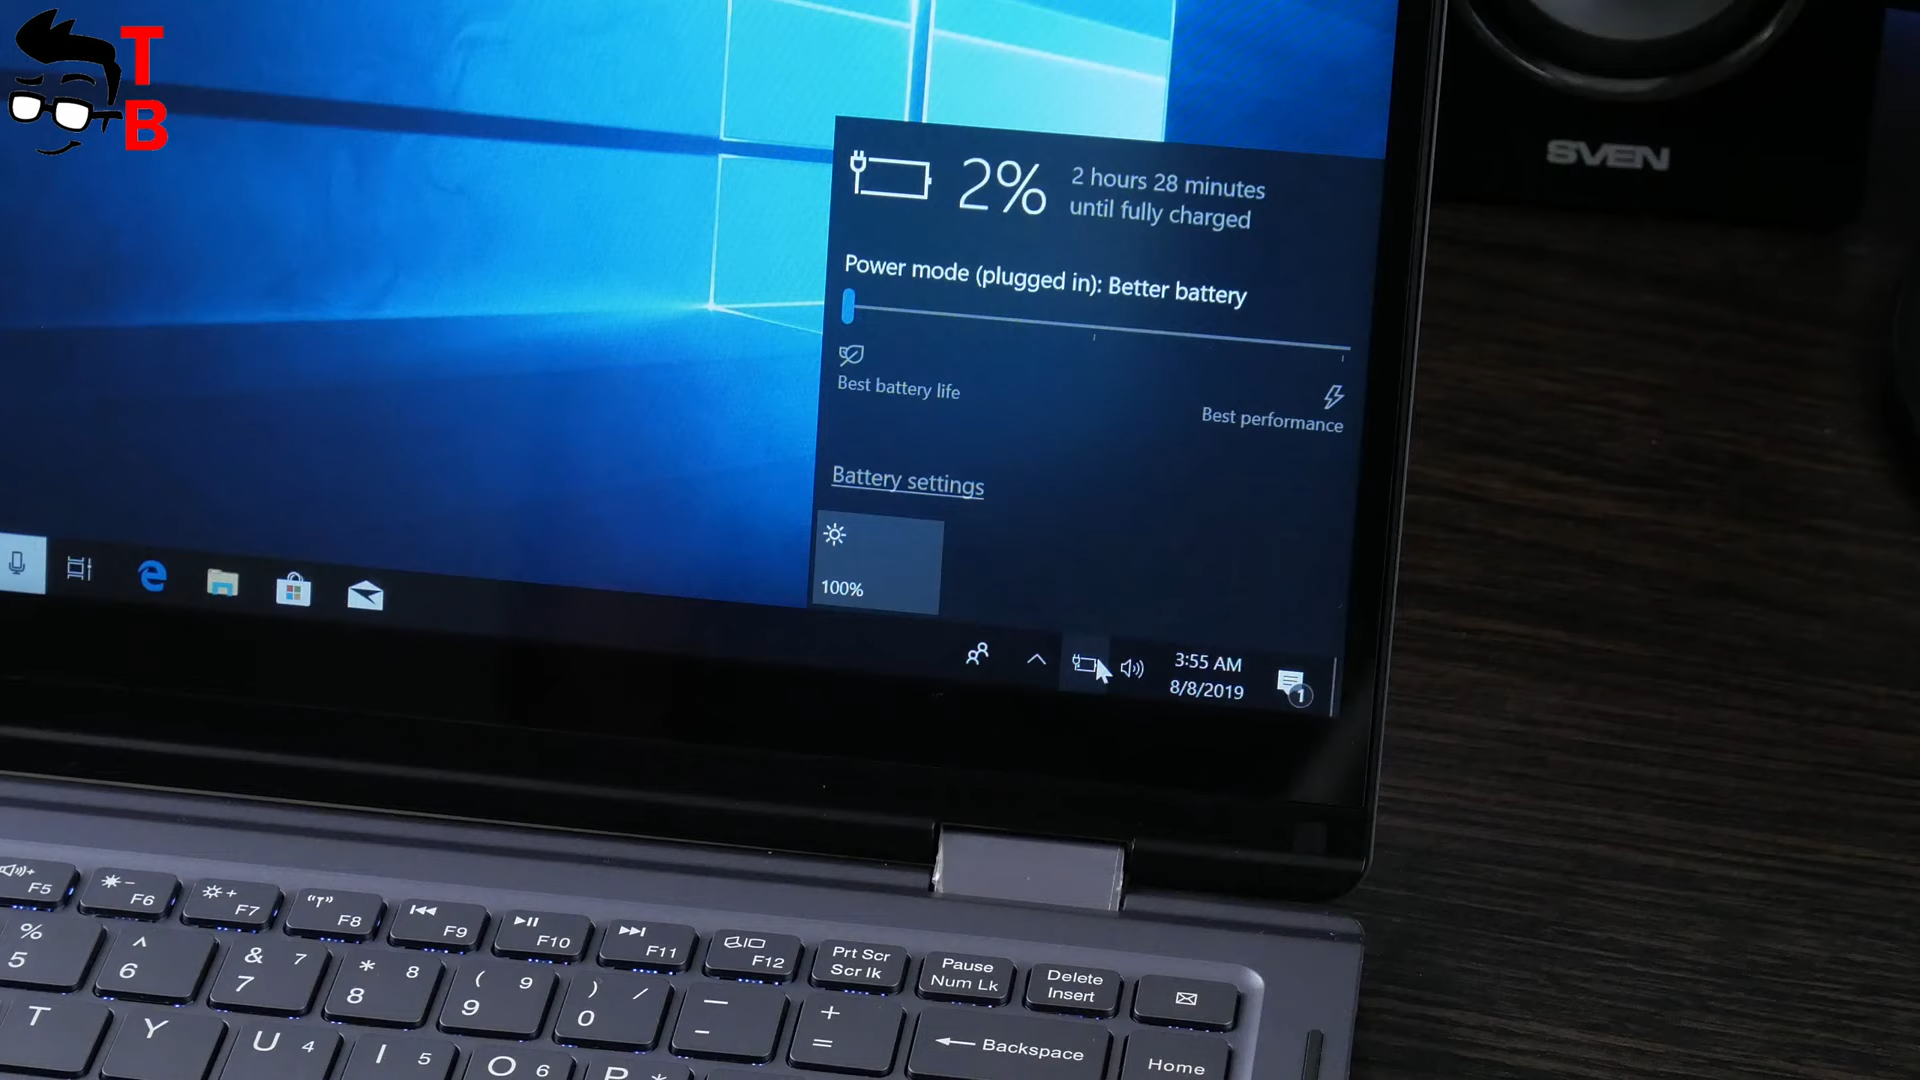 T
B
SVEN
2%
2 hours 28 minutes
until fully charged
Power mode (plugged in): Better battery
Best battery life
Best performance
Battery settings
100%
3:55 AM
8/8/2019
1
F5
F6
F7
F8
F9
F10
F11
F12
Prt Scr
Scr lk
Pause
Num Lk
Delete
Insert
%
5
^
6
& 7
7
* 8
8
( 9
9
) /
0
—
-
+
=
Backspace
T
Y
U 4
I 5
O 6
P *
Home